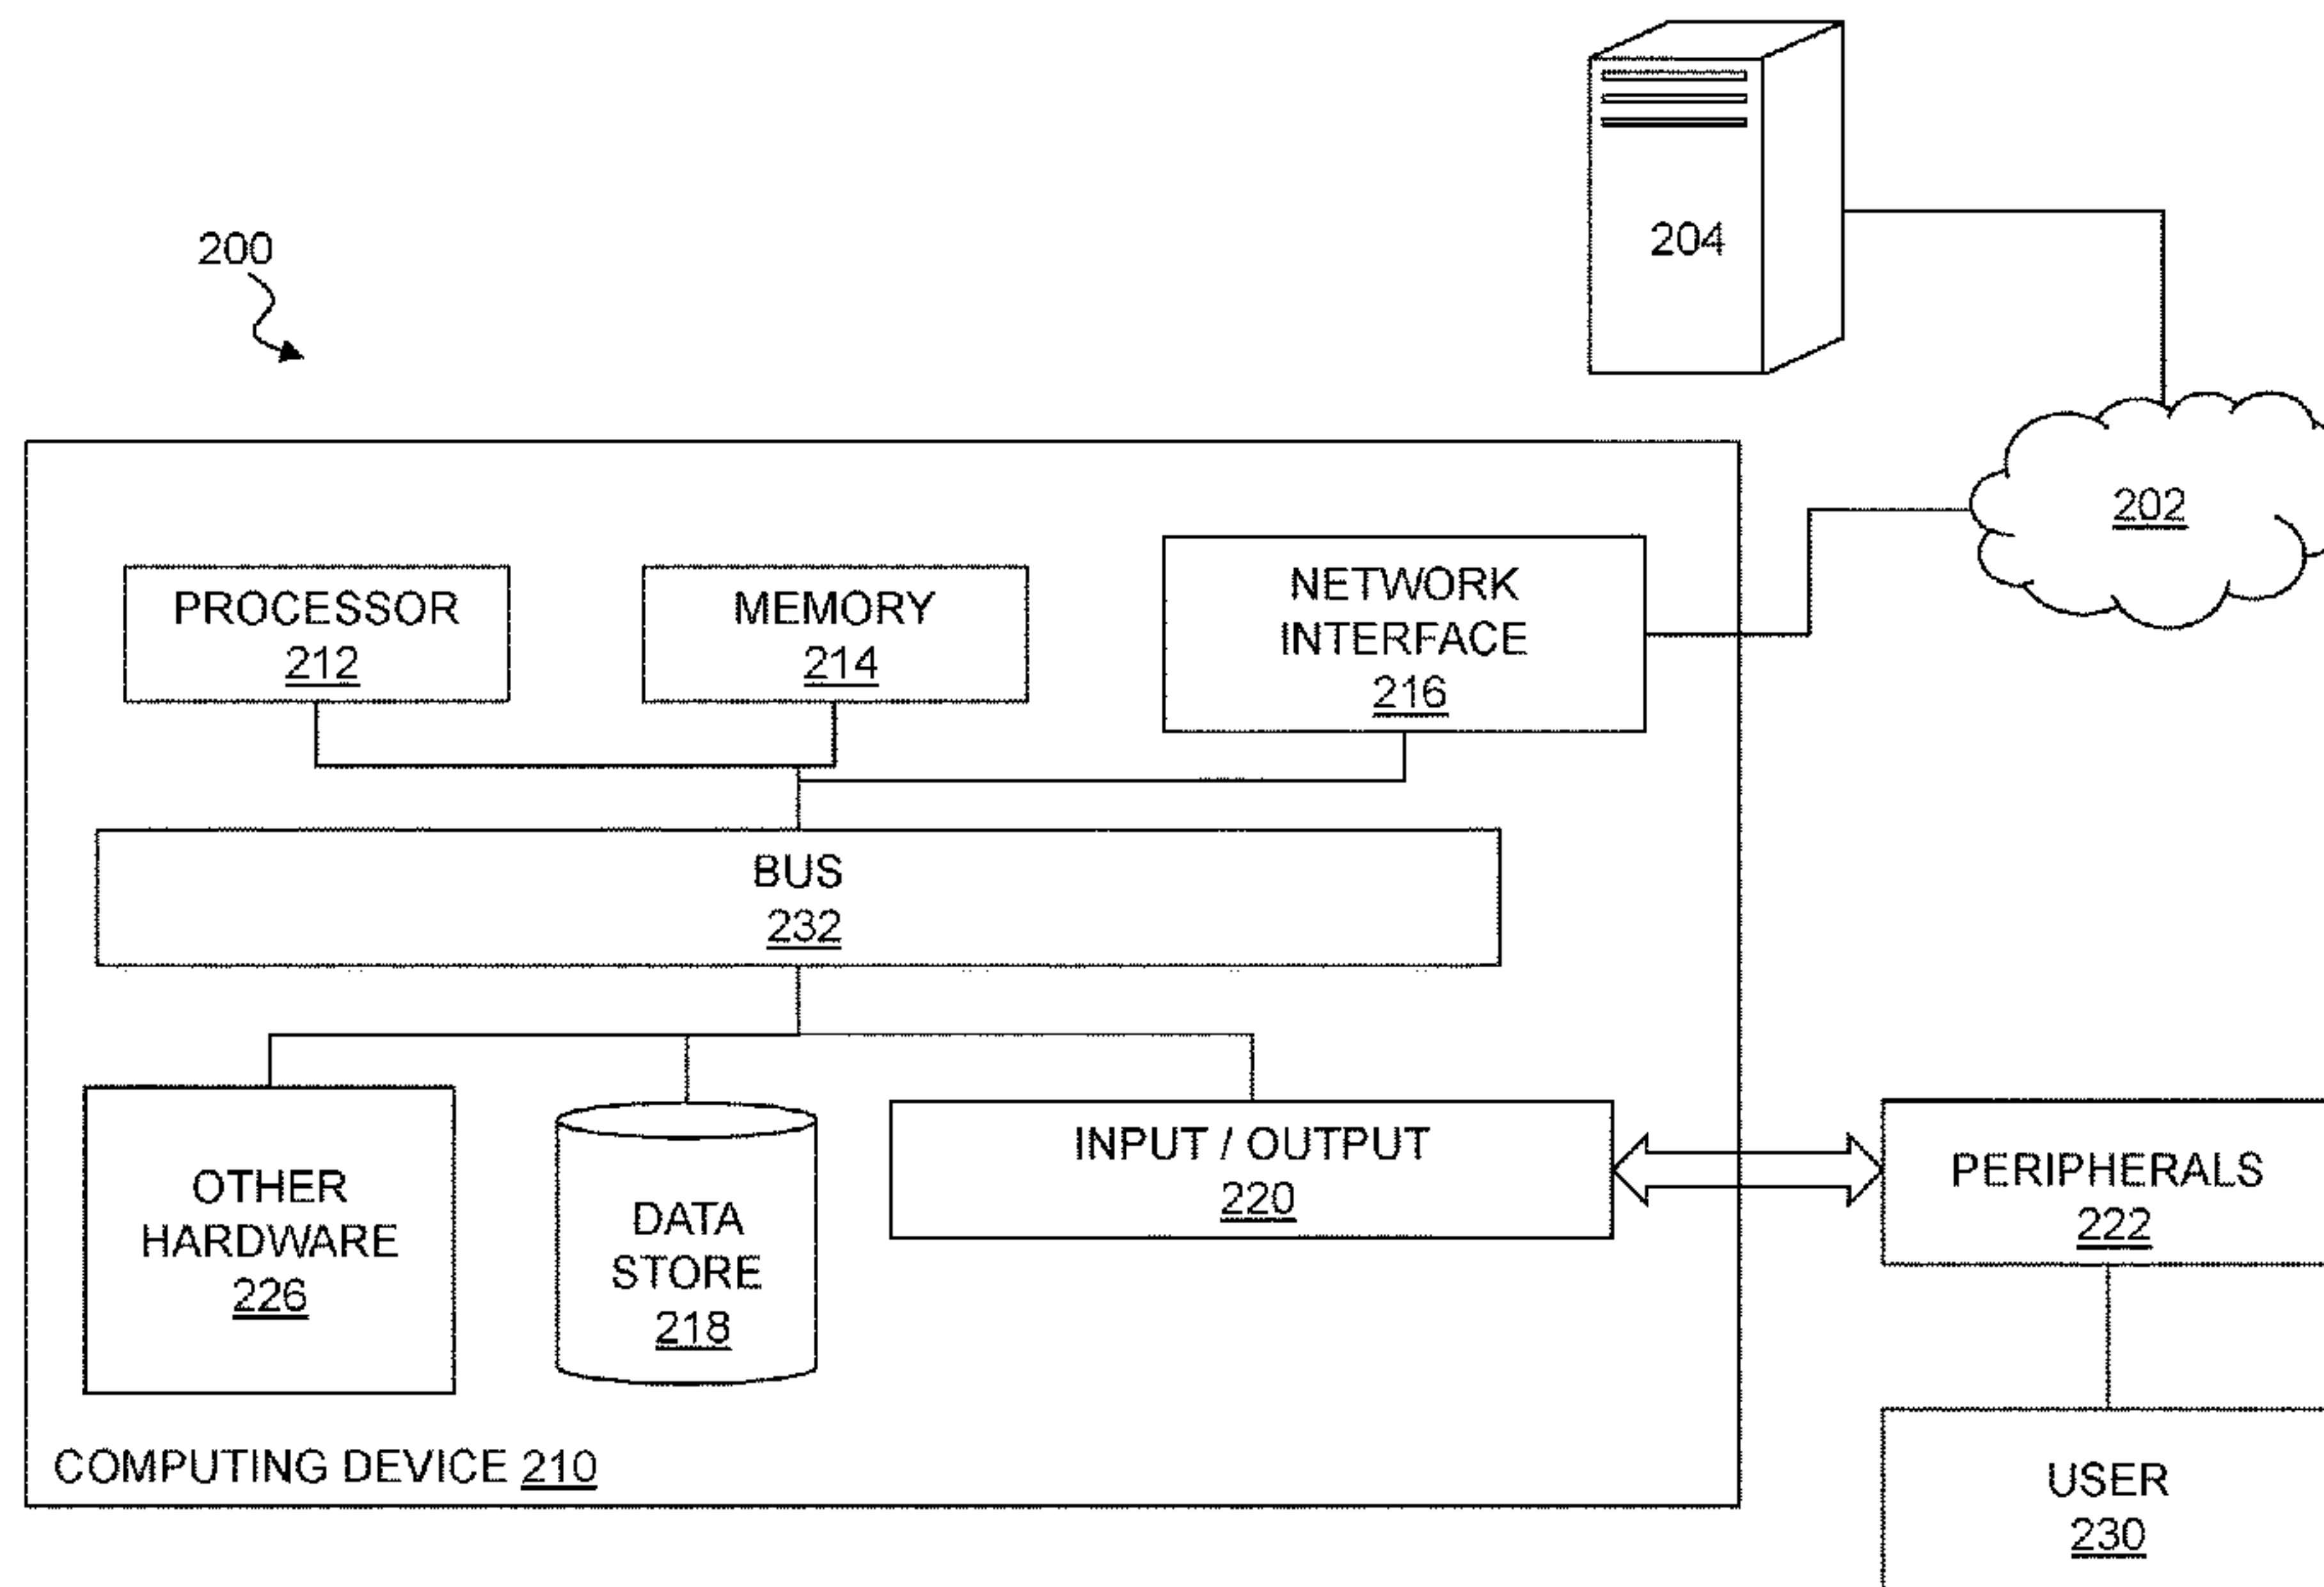 200
204
202
PROCESSOR
212
MEMORY
214
NETWORK
INTERFACE
216
BUS
232
OTHER
HARDWARE
226
DATA
STORE
218
INPUT / OUTPUT
220
PERIPHERALS
222
COMPUTING DEVICE 210
USER
230